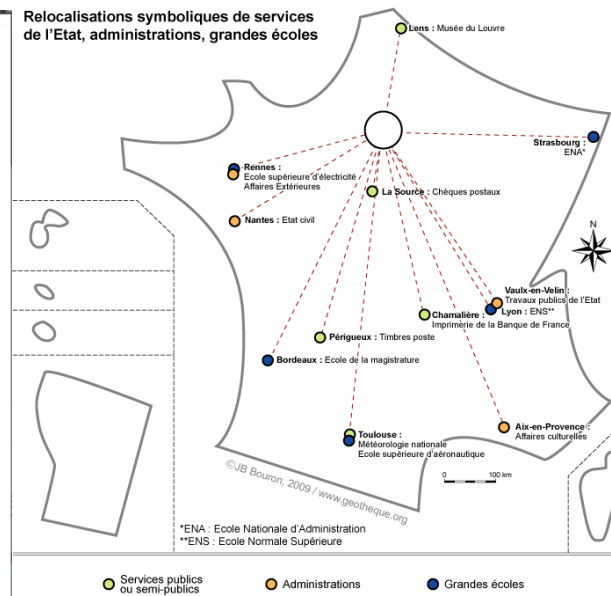 Relocalisations symboliques de services
de l'Etat, administrations, grandes écoles
Lens : Musée du Louvre
Strasbourg :
ENA*
Rennes :
Ecole supérieure d'électricité
Affaires Extérieures
La Source : Chèques postaux
Nantes : Etat civil
N
Vaulx-en-Velin :
Travaux publics de l'Etat
Lyon : ENS**
Chamalière :
Imprimerie de la Banque de France
Périgueux : Timbres poste
Bordeaux : Ecole de la magistrature
Aix-en-Provence :
Affaires culturelles
Toulouse :
Météorologie nationale
Ecole supérieure d'aéronautique
0 100 km
©JB Bouron, 2009 / www.geotheque.org
*ENA : Ecole Nationale d'Administration
**ENS : Ecole Normale Supérieure
Services publics
ou semi-publics
Administrations
Grandes écoles